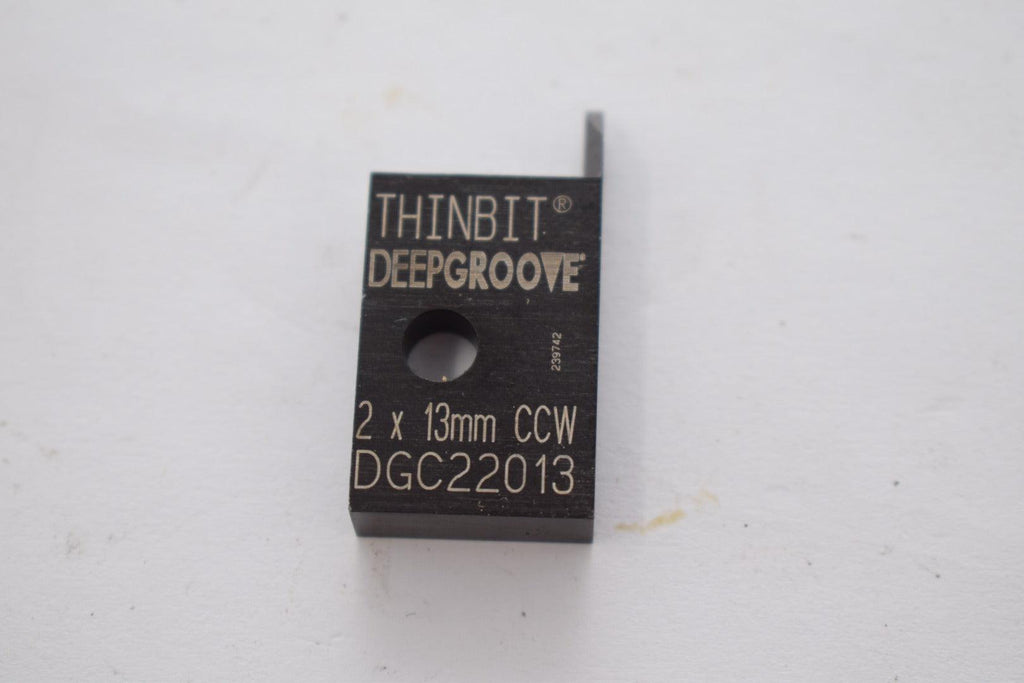 THINBIT®
DEEPGROOVE
239742
2 x 13mm CCW
DGC22013